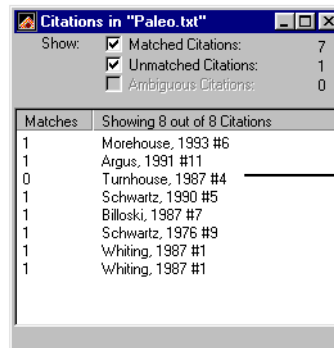 Citations in "Paleo.txt"
Show: Matched Citations: 7
Unmatched Citations: 1
Ambiguous Citations: 0
Matches Showing 8 out of 8 Citations
1 Morehouse, 1993 #6
1 Argus, 1991 #11
0 Turnhouse, 1987 #4
1 Schwartz, 1990 #5
1 Billoski, 1987 #7
1 Schwartz, 1976 #9
1 Whiting, 1987 #1
1 Whiting, 1987 #1